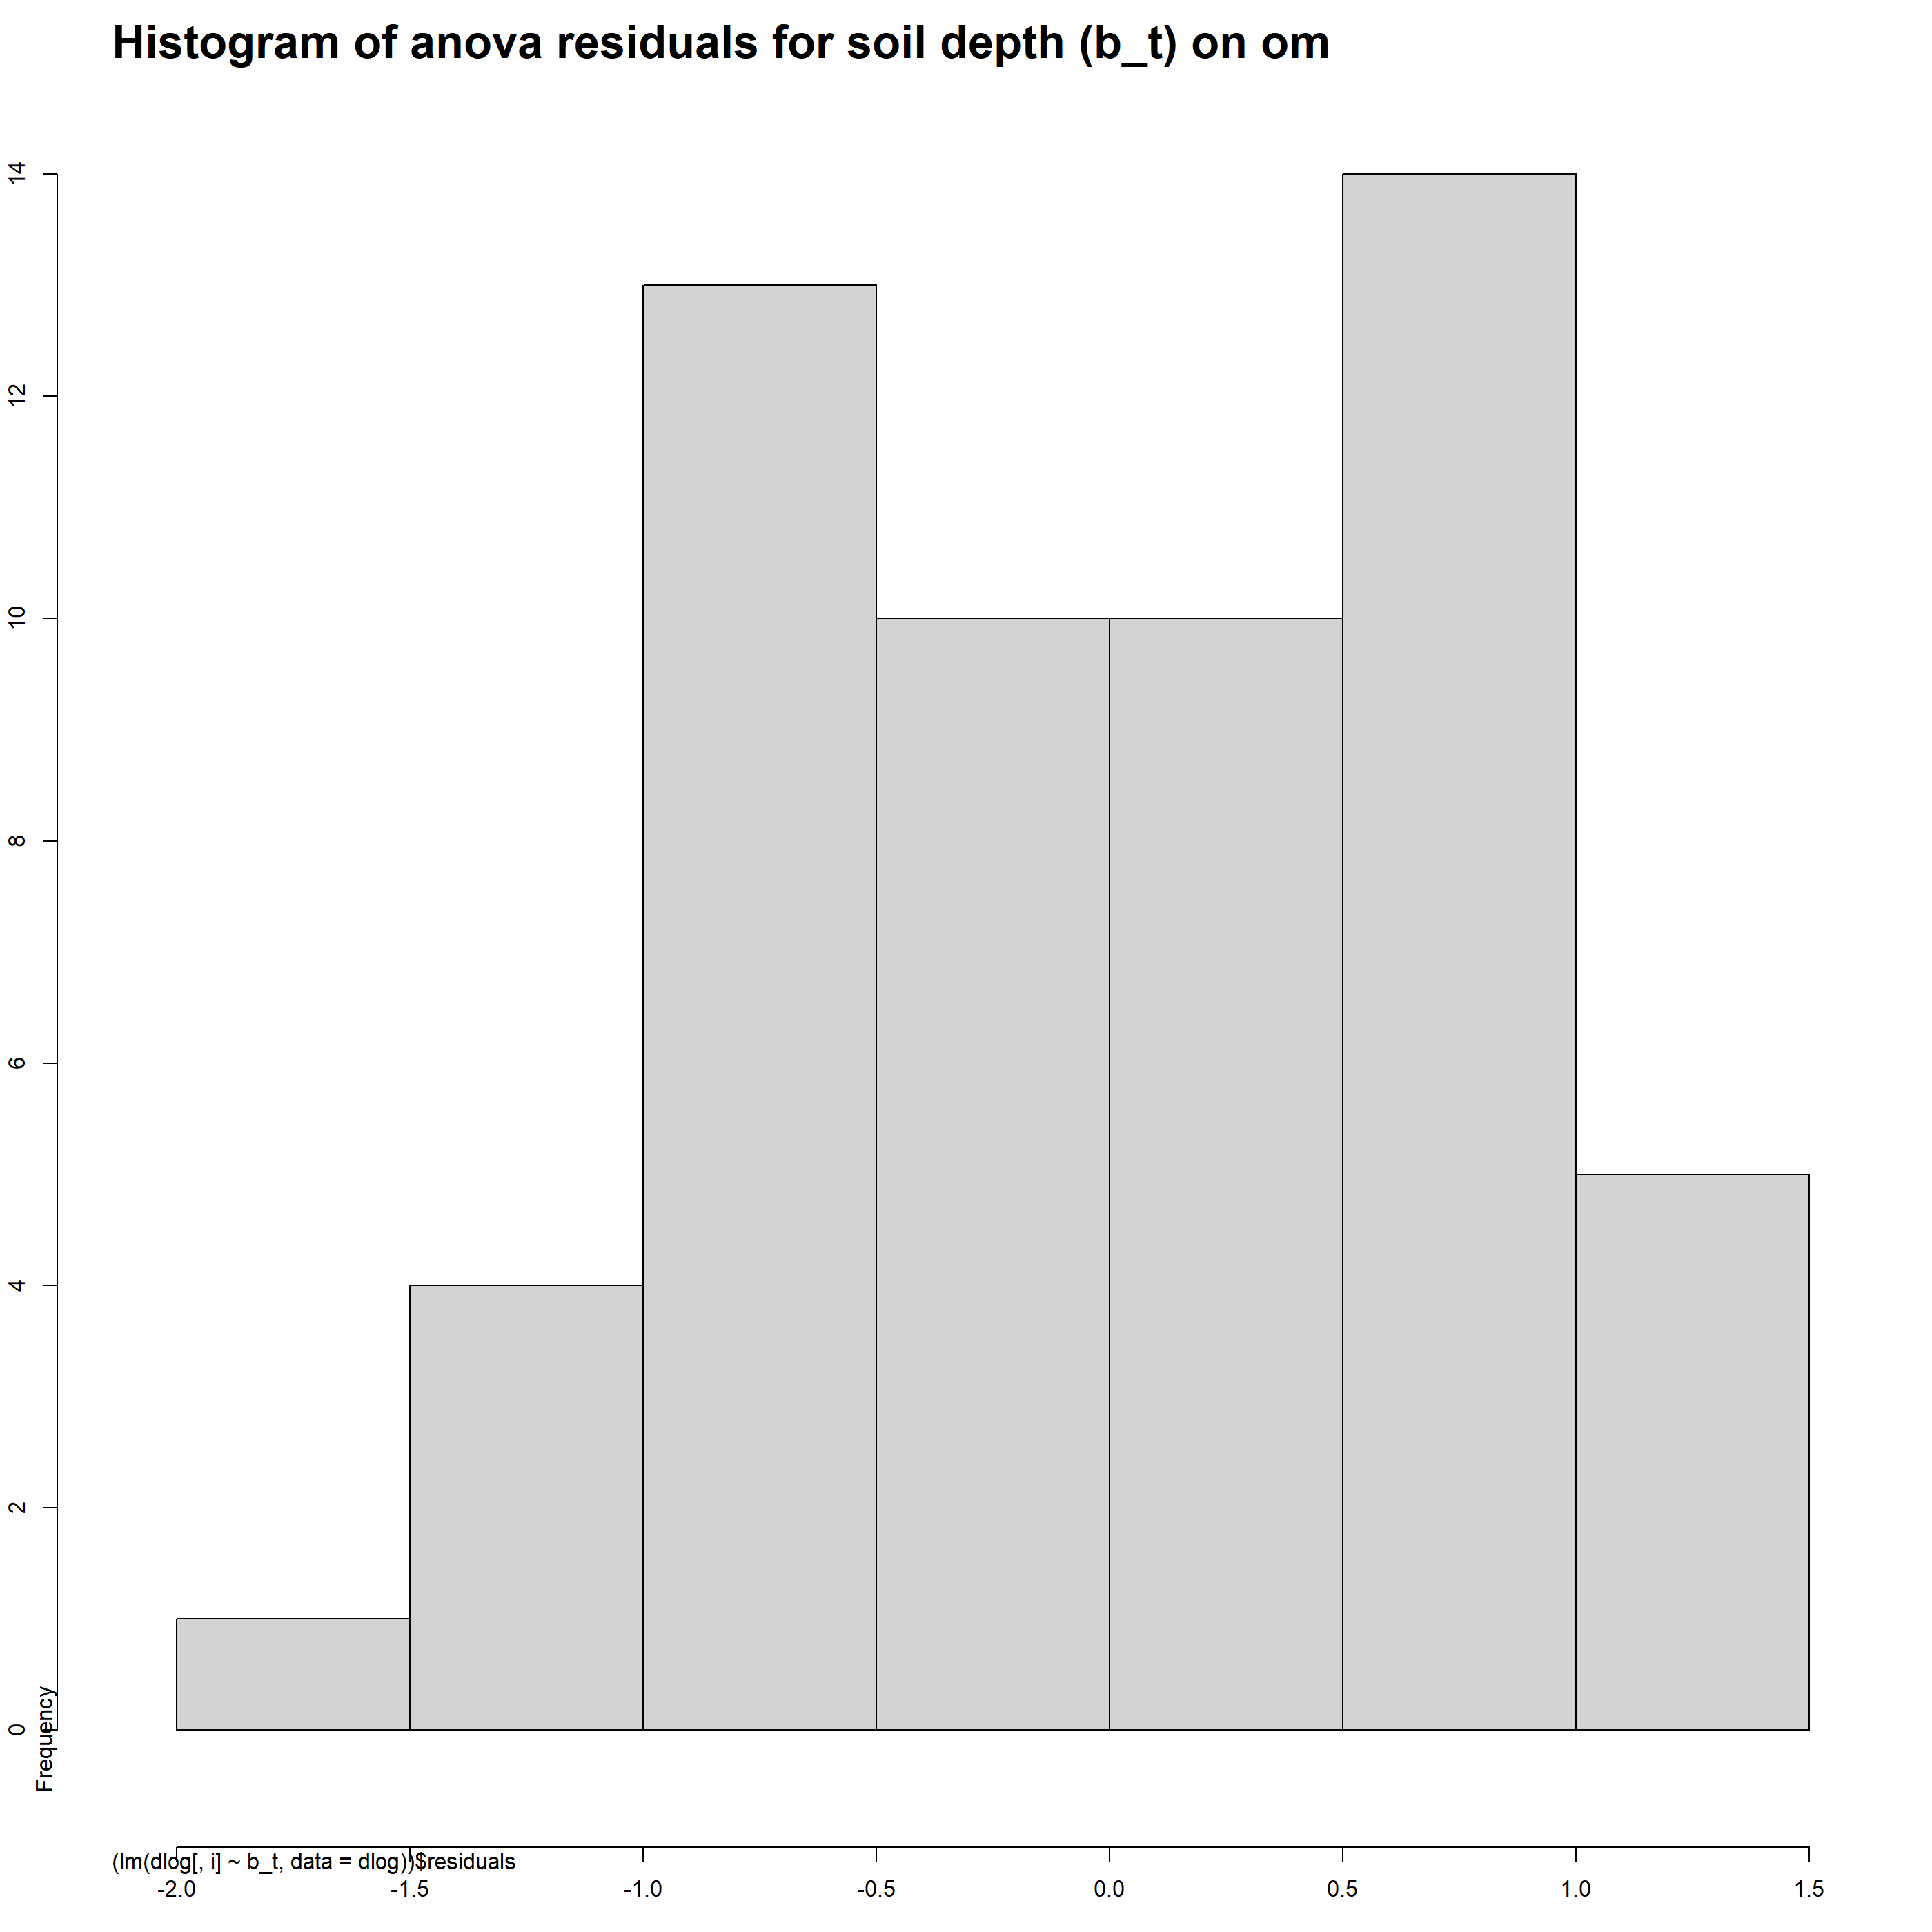 Histogram of anova residuals for soil depth (b_t) on om
14
12
10
8
6
4
2
0
Frequency
(lm(dlog[, i] ~ b_t, data = dlog))$residuals
-2.0 -1.5 -1.0 -0.5 0.0 0.5 1.0 1.5